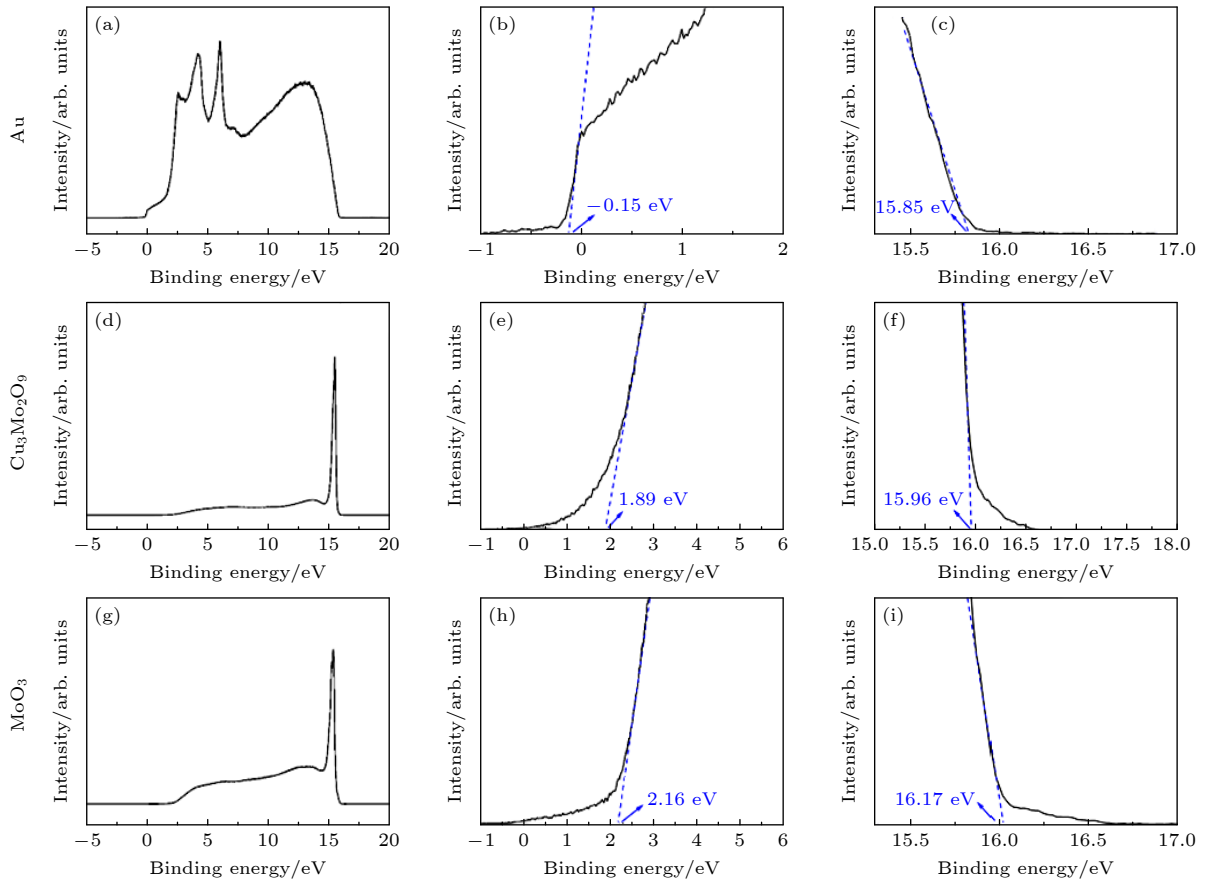 Au
(a)
Intensity/arb. units
−5 0 5 10 15 20
Binding energy/eV
(b)
Intensity/arb. units
−0.15 eV
−1 0 1 2
Binding energy/eV
(c)
Intensity/arb. units
15.85 eV
15.5 16.0 16.5 17.0
Binding energy/eV
Cu₃Mo₂O₉
(d)
Intensity/arb. units
−5 0 5 10 15 20
Binding energy/eV
(e)
Intensity/arb. units
1.89 eV
−1 0 1 2 3 4 5 6
Binding energy/eV
(f)
Intensity/arb. units
15.96 eV
15.0 15.5 16.0 16.5 17.0 17.5 18.0
Binding energy/eV
MoO₃
(g)
Intensity/arb. units
−5 0 5 10 15 20
Binding energy/eV
(h)
Intensity/arb. units
2.16 eV
−1 0 1 2 3 4 5 6
Binding energy/eV
(i)
Intensity/arb. units
16.17 eV
15.5 16.0 16.5 17.0
Binding energy/eV